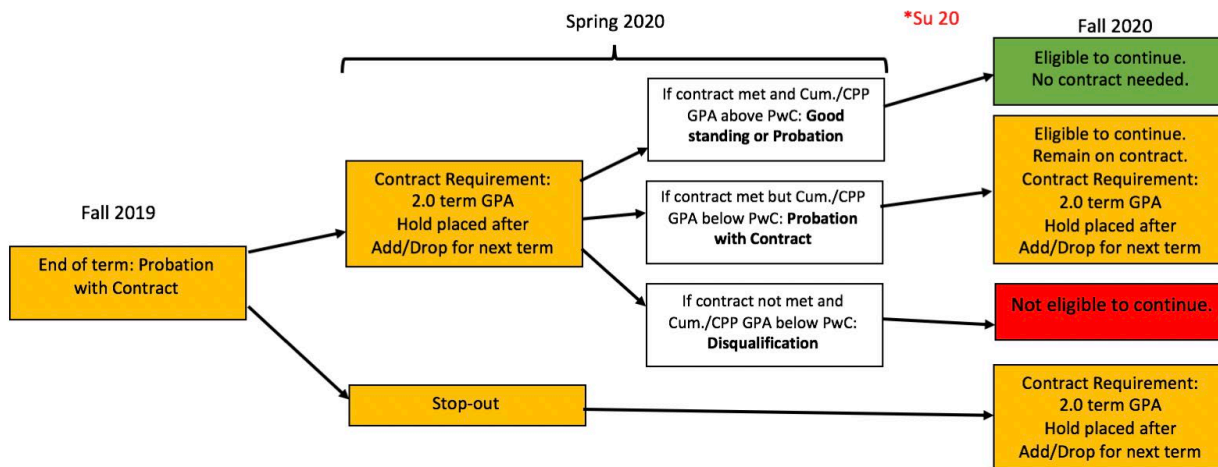 Spring 2020
*Su 20
Fall 2020
Fall 2019
End of term: Probation
with Contract
Contract Requirement:
2.0 term GPA
Hold placed after
Add/Drop for next term
Stop-out
If contract met and Cum./CPP
GPA above PwC: Good
standing or Probation
If contract met but Cum./CPP
GPA below PwC: Probation
with Contract
If contract not met and
Cum./CPP GPA below PwC:
Disqualification
Eligible to continue.
No contract needed.
Eligible to continue.
Remain on contract.
Contract Requirement:
2.0 term GPA
Hold placed after
Add/Drop for next term
Not eligible to continue.
Contract Requirement:
2.0 term GPA
Hold placed after
Add/Drop for next term